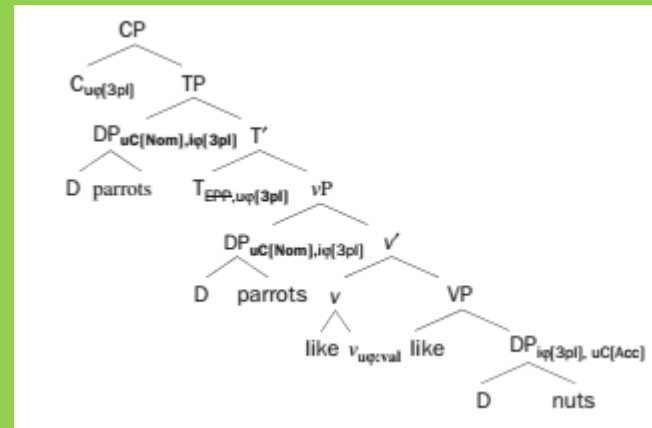 CP
Cuφ[3pl] TP
DPuC[Nom],iφ[3pl] T′
D parrots TEPP,uφ[3pl] vP
DPuC[Nom],iφ[3pl] v′
D parrots v VP
like vuφ:val like DPiφ[3pl], uC[Acc]
D nuts